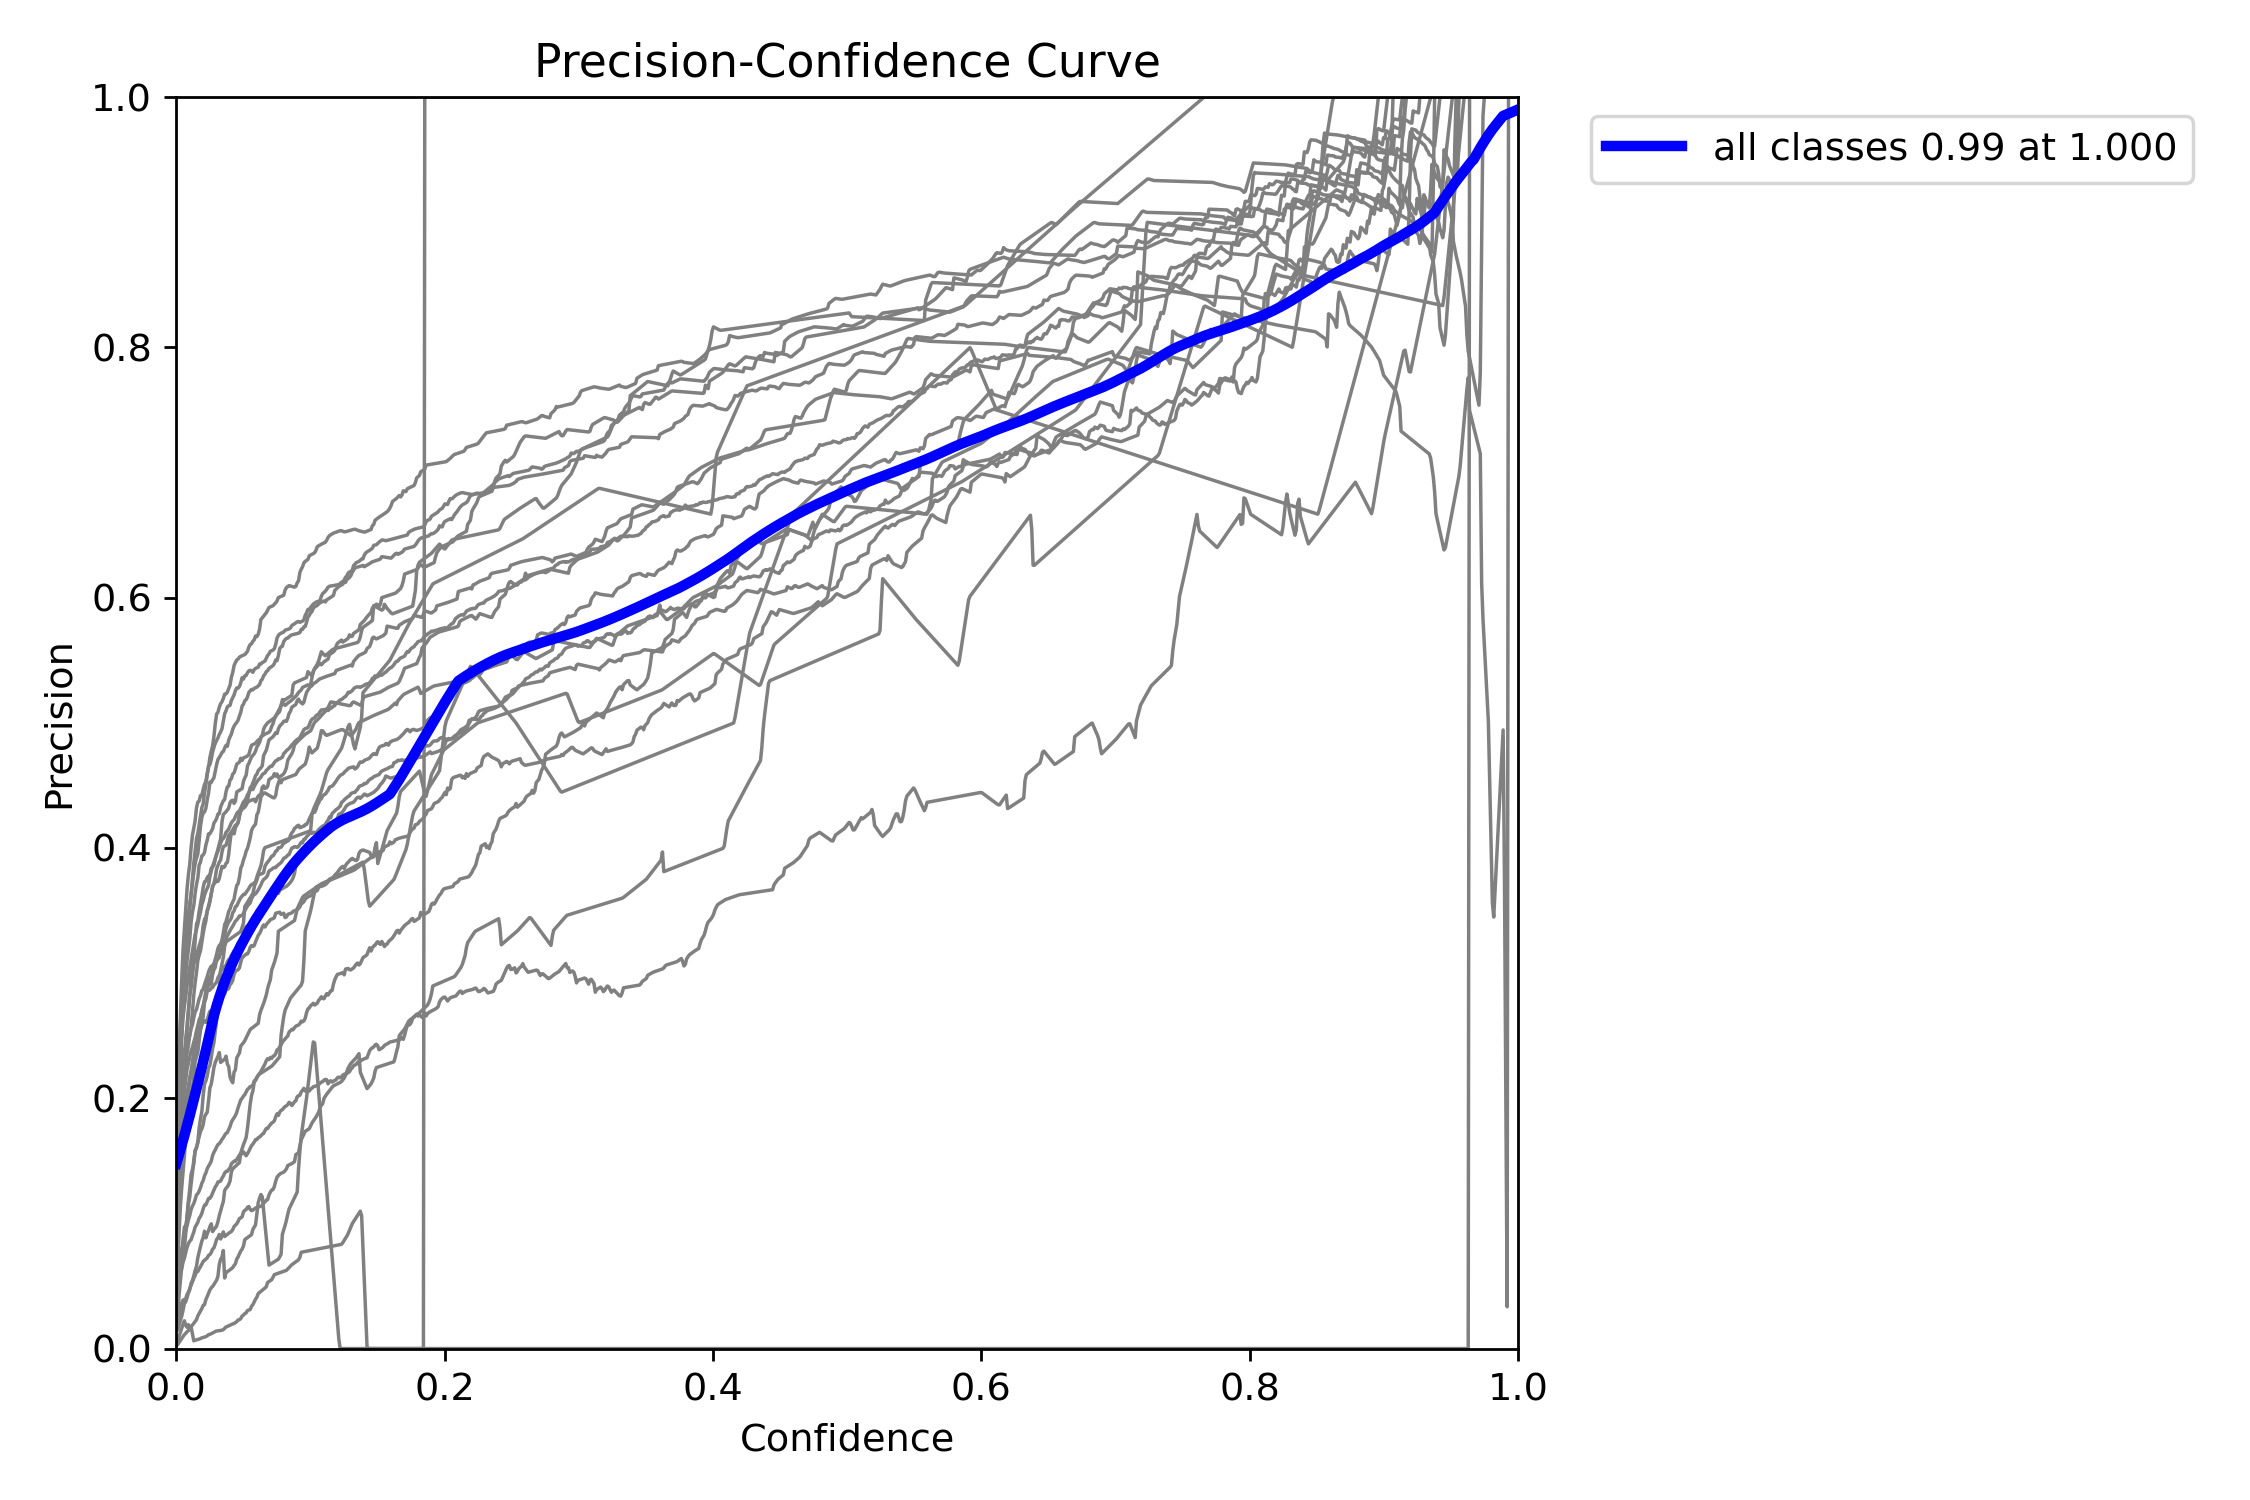 Precision-Confidence Curve
all classes 0.99 at 1.000
1.0
0.8
0.6
0.4
0.2
0.0
Precision
0.0 0.2 0.4 0.6 0.8 1.0
Confidence